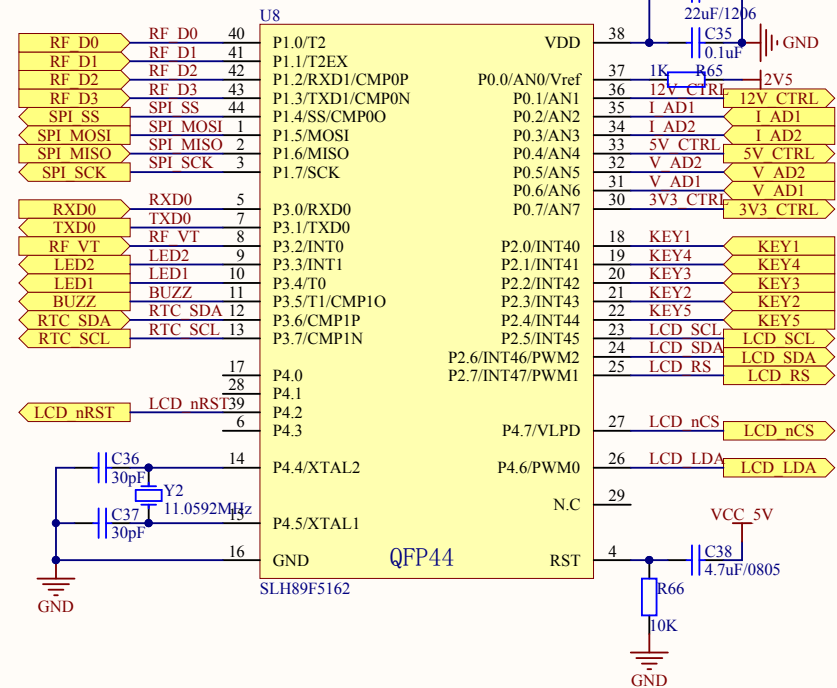 U8
22uF/1206
C35
0.1uF
GND
RF_D0 RF_D0 40 P1.0/T2 VDD 38
RF_D1 RF_D1 41 P1.1/T2EX
RF_D2 RF_D2 42 P1.2/RXD1/CMP0P P0.0/AN0/Vref 37 1K R65 2V5
RF_D3 RF_D3 43 P1.3/TXD1/CMP0N P0.1/AN1 36 12V_CTRL 12V_CTRL
SPI_SS SPI_SS 44 P1.4/SS/CMP0O P0.2/AN2 35 I_AD1 I_AD1
SPI_MOSI SPI_MOSI 1 P1.5/MOSI P0.3/AN3 34 I_AD2 I_AD2
SPI_MISO SPI_MISO 2 P1.6/MISO P0.4/AN4 33 5V_CTRL 5V_CTRL
SPI_SCK SPI_SCK 3 P1.7/SCK P0.5/AN5 32 V_AD2 V_AD2
P0.6/AN6 31 V_AD1 V_AD1
RXD0 RXD0 5 P3.0/RXD0 P0.7/AN7 30 3V3_CTRL 3V3_CTRL
TXD0 TXD0 7 P3.1/TXD0
RF_VT RF_VT 8 P3.2/INT0 P2.0/INT40 18 KEY1 KEY1
LED2 LED2 9 P3.3/INT1 P2.1/INT41 19 KEY4 KEY4
LED1 LED1 10 P3.4/T0 P2.2/INT42 20 KEY3 KEY3
BUZZ BUZZ 11 P3.5/T1/CMP1O P2.3/INT43 21 KEY2 KEY2
RTC_SDA RTC_SDA 12 P3.6/CMP1P P2.4/INT44 22 KEY5 KEY5
RTC_SCL RTC_SCL 13 P3.7/CMP1N P2.5/INT45 23 LCD_SCL LCD_SCL
P2.6/INT46/PWM2 24 LCD_SDA LCD_SDA
17 P4.0 P2.7/INT47/PWM1 25 LCD_RS LCD_RS
28 P4.1
LCD_nRST LCD_nRST 39 P4.2
6 P4.3 P4.7/VLPD 27 LCD_nCS LCD_nCS
C36
30pF
14 P4.4/XTAL2 P4.6/PWM0 26 LCD_LDA LCD_LDA
Y2
11.0592MHz
N.C 29
C37
30pF
15 P4.5/XTAL1
VCC_5V
16 GND QFP44 RST 4 C38
4.7uF/0805
SLH89F5162
R66
10K
GND
GND